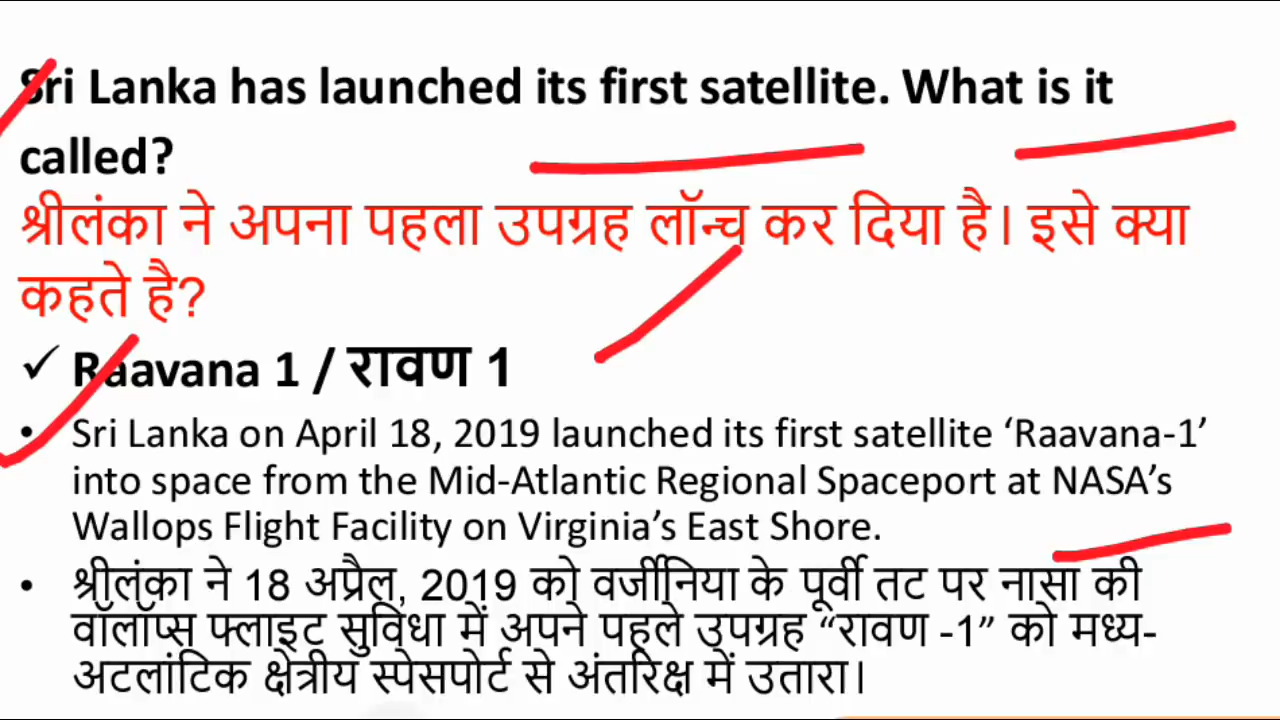 Sri Lanka has launched its first satellite. What is it
called?
श्रीलंका ने अपना पहला उपग्रह लॉन्च कर दिया है। इसे क्या
कहते है?
✓ Raavana 1 / रावण 1
• Sri Lanka on April 18, 2019 launched its first satellite ‘Raavana-1’
into space from the Mid-Atlantic Regional Spaceport at NASA’s
Wallops Flight Facility on Virginia’s East Shore.
• श्रीलंका ने 18 अप्रैल, 2019 को वर्जीनिया के पूर्वी तट पर नासा की
वॉलॉप्स फ्लाइट सुविधा में अपने पहले उपग्रह “रावण -1” को मध्य-
अटलांटिक क्षेत्रीय स्पेसपोर्ट से अंतरिक्ष में उतारा।